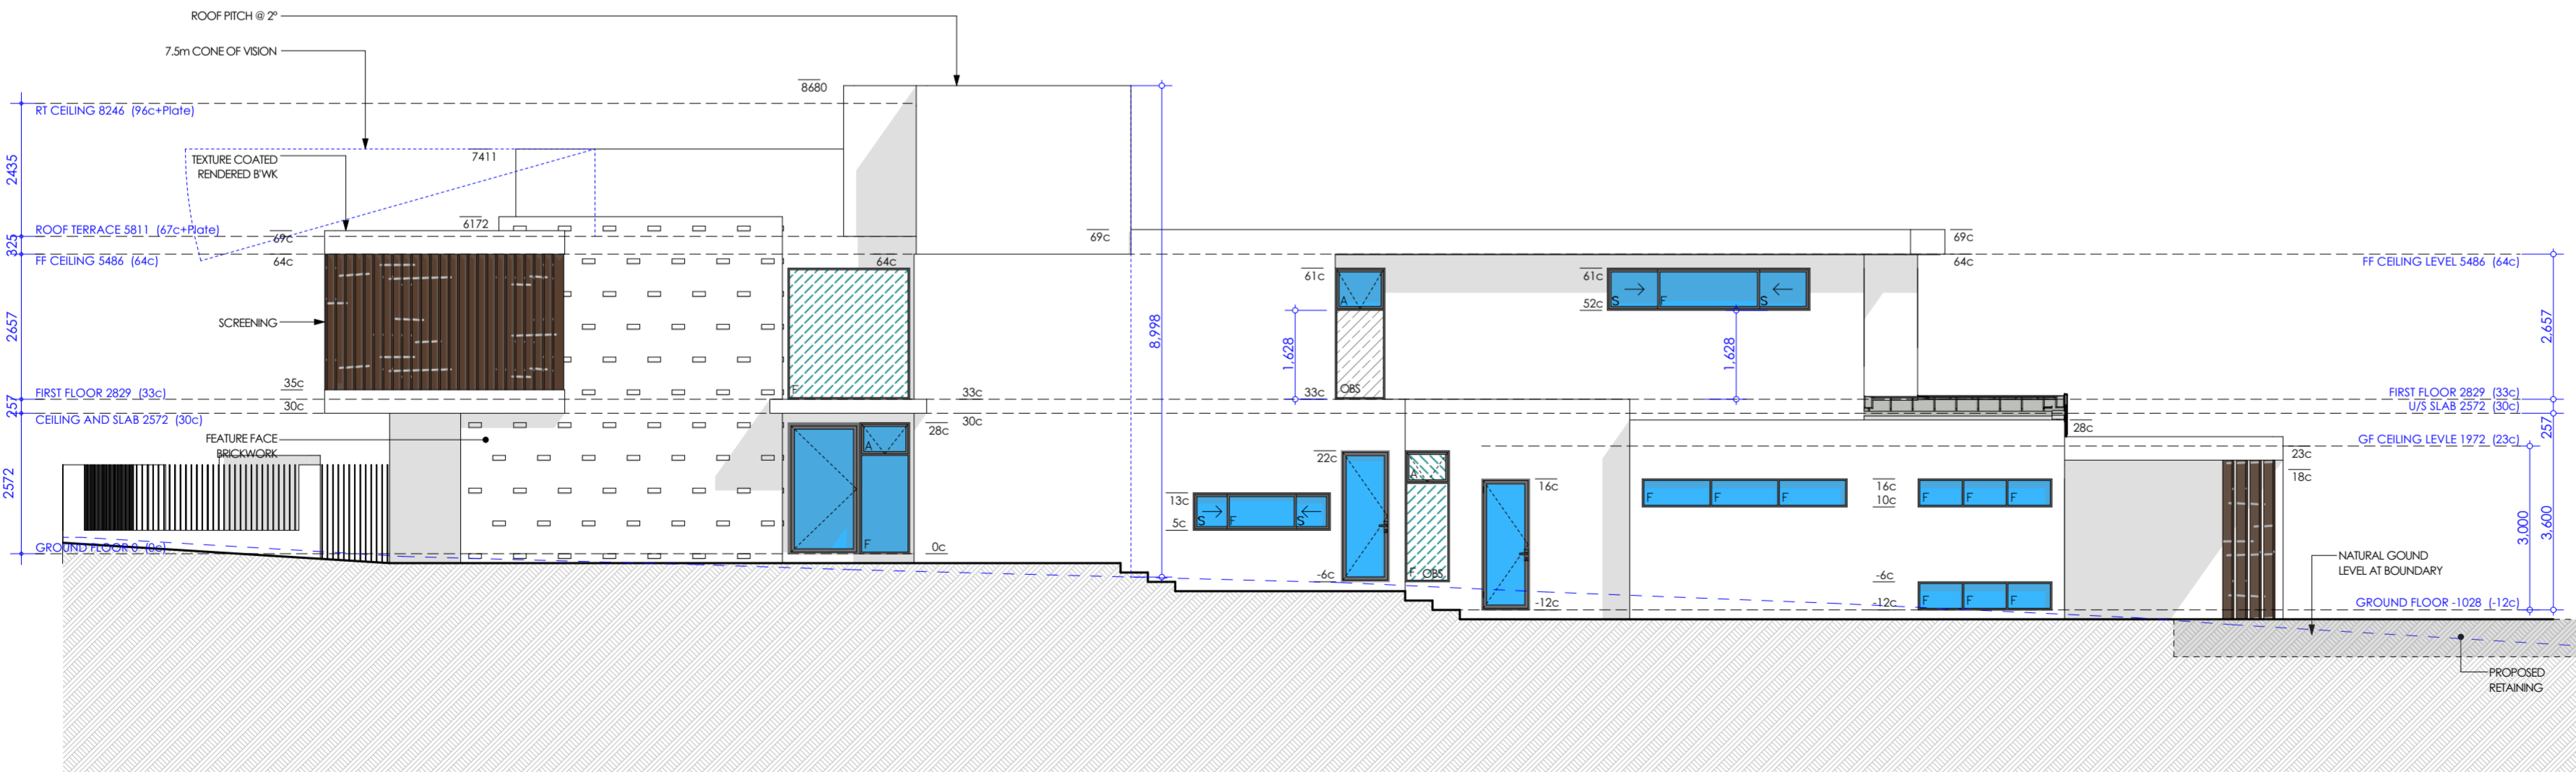 ROOF PITCH @ 2°
7.5m CONE OF VISION
8680
RT CEILING 8246 (96c+Plate)
2435
TEXTURE COATED
RENDERED B'WK
7411
6172
ROOF TERRACE 5811 (67c+Plate)
69c
69c
69c
325
FF CEILING 5486 (64c)
64c
64c
64c
FF CEILING LEVEL 5486 (64c)
61c
A
61c
52c
S
F
S
2657
SCREENING
8,998
1,628
1,628
2,657
35c
FIRST FLOOR 2829 (33c)
F
33c
33c
OBS
FIRST FLOOR 2829 (33c)
257
30c
CEILING AND SLAB 2572 (30c)
30c
28c
U/S SLAB 2572 (30c)
257
28c
FEATURE FACE
BRICKWORK
A
GF CEILING LEVLE 1972 (23c)
23c
22c
A
18c
2572
13c
5c
S
F
S
16c
F
F
F
16c
10c
F
F
F
3,000
3,600
GROUND FLOOR 0 (0c)
F
0c
-6c
F OBS
-6c
NATURAL GOUND
LEVEL AT BOUNDARY
-12c
-12c
F
F
F
GROUND FLOOR -1028 (-12c)
PROPOSED
RETAINING